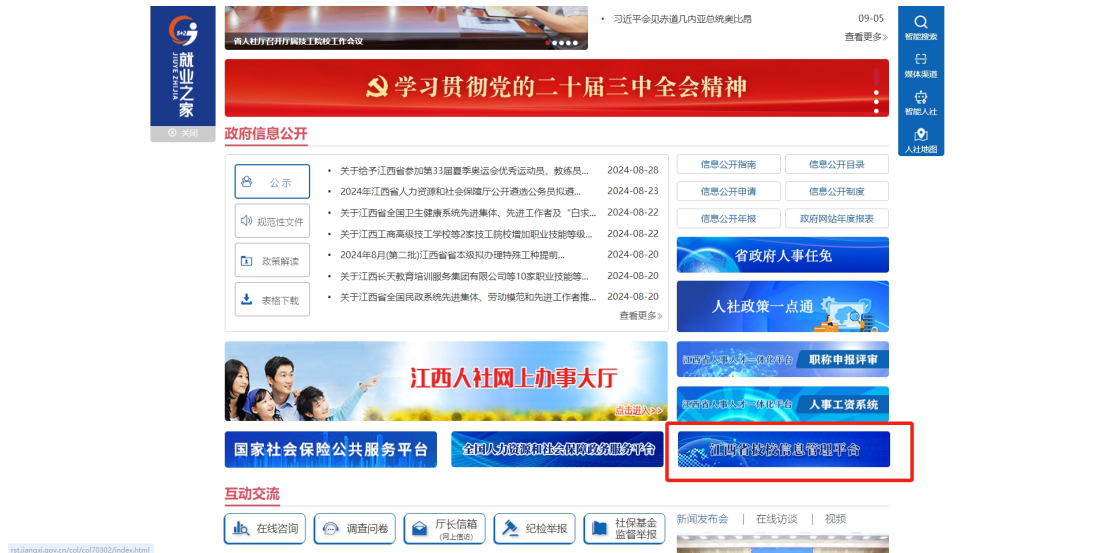 就业之家
JIUYE ZHIJIA
关闭
省人社厅召开厅属技工院校工作会议
习近平会见赤道几内亚总统奥比昂 09-05
查看更多»
智能搜索
媒体渠道
智能人社
人社地图
学习贯彻党的二十届三中全会精神
政府信息公开
公示
规范性文件
政策解读
表格下载
关于给予江西省参加第33届夏季奥运会优秀运动员、教练员... 2024-08-28
2024年江西省人力资源和社会保障厅公开遴选公务员拟遴... 2024-08-23
关于江西省全国卫生健康系统先进集体、先进工作者及“白求... 2024-08-22
关于江西工商高级技工学校等2家技工院校增加职业技能等级... 2024-08-22
2024年8月(第二批)江西省省本级拟办理特殊工种提前... 2024-08-20
关于江西长天教育培训服务集团有限公司等10家职业技能等... 2024-08-20
关于江西省全国民政系统先进集体、劳动模范和先进工作者推... 2024-08-20
查看更多»
信息公开指南
信息公开目录
信息公开申请
信息公开制度
信息公开年报
政府网站年度报表
省政府人事任免
人社政策一点通
江西人社网上办事大厅
点击进入>>
江西省人事人才一体化平台 职称申报评审
江西省人事人才一体化平台 人事工资系统
国家社会保险公共服务平台
全国人力资源和社会保障政务服务平台
江西省技校信息管理平台
互动交流
在线咨询
调查问卷
厅长信箱
(网上信访)
纪检举报
社保基金
监督举报
新闻发布会 | 在线访谈 | 视频
rst.jiangxi.gov.cn/col/col70302/index.html